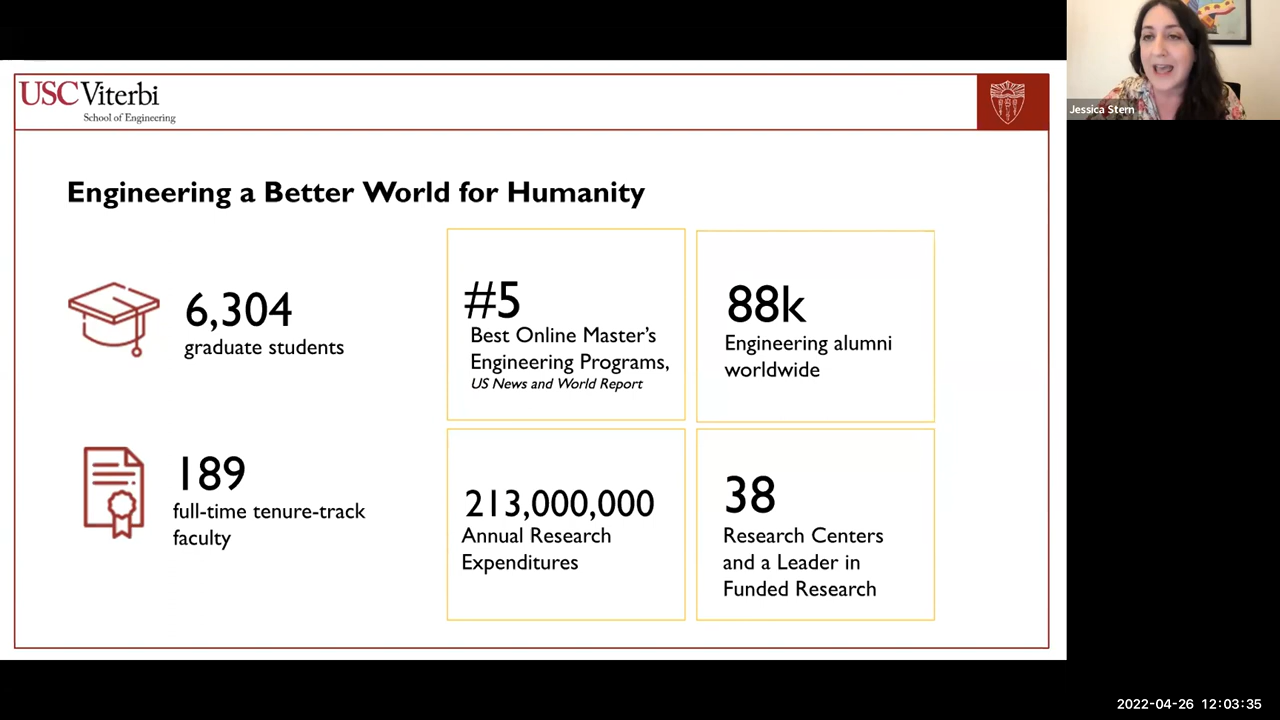 USC Viterbi
School of Engineering
Jessica Stern
Engineering a Better World for Humanity
6,304
graduate students
189
full-time tenure-track
faculty
#5
Best Online Master's
Engineering Programs,
US News and World Report
88k
Engineering alumni
worldwide
213,000,000
Annual Research
Expenditures
38
Research Centers
and a Leader in
Funded Research
2022-04-26 12:03:35